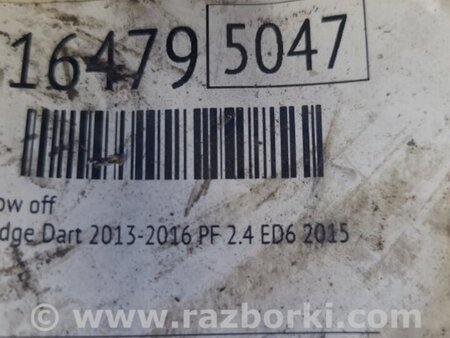 16479 5047
ow off
dge Dart 2013-2016 PF 2.4 ED6 2015
© www.razborki.com